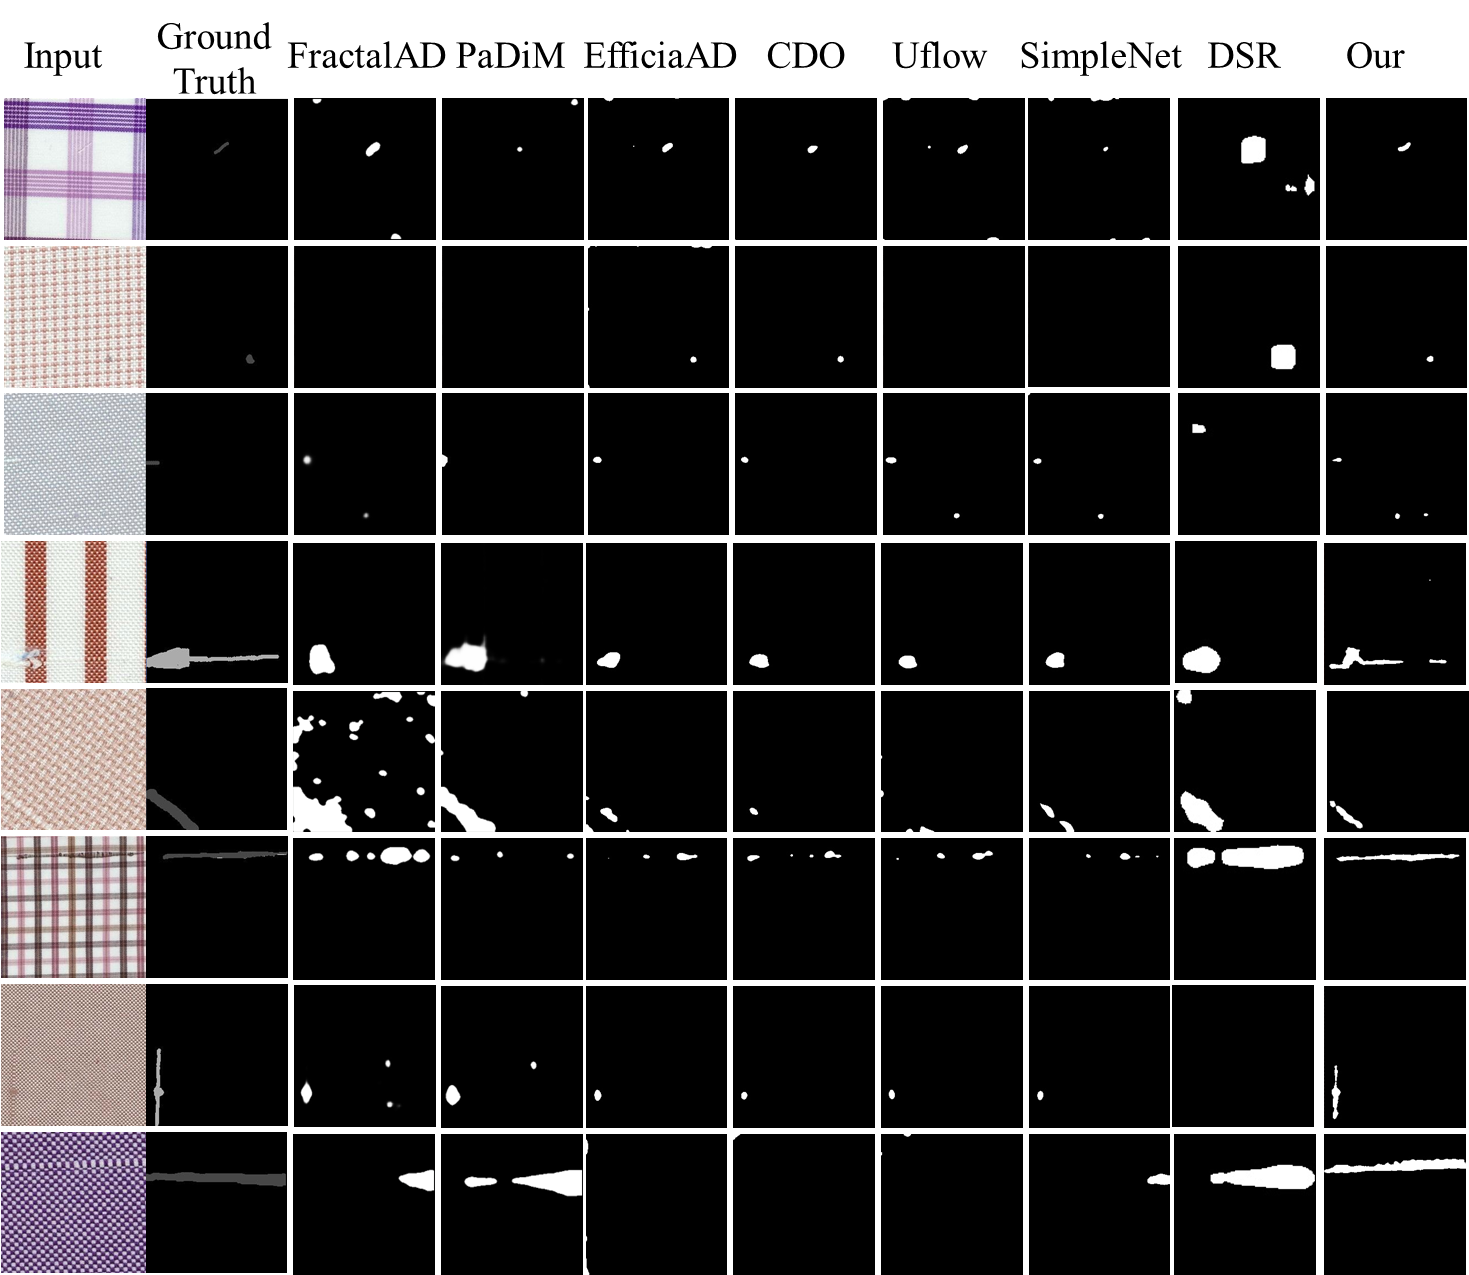 Input
Ground
Truth
FractalAD
PaDiM
EfficiaAD
CDO
Uflow
SimpleNet
DSR
Our